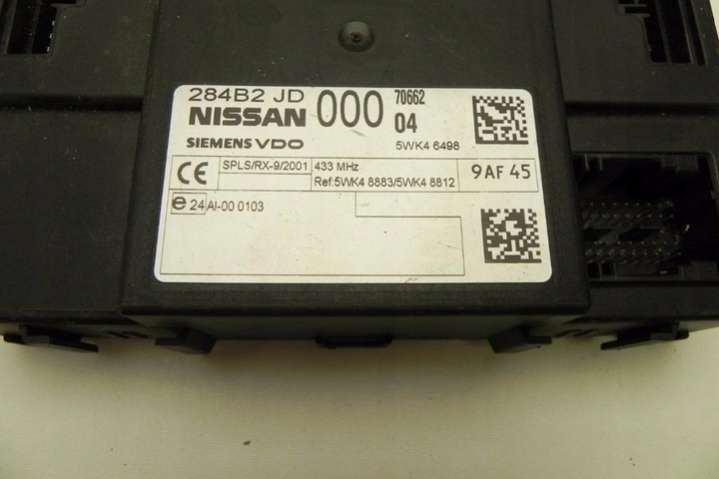 284B2 JD 000 70662
NISSAN 04
SIEMENS VDO 5WK4 6498
CE SPLS/RX-9/2001 433 MHz 9AF 45
Ref:5WK4 8883/5WK4 8812
e 24 AI-00 0103